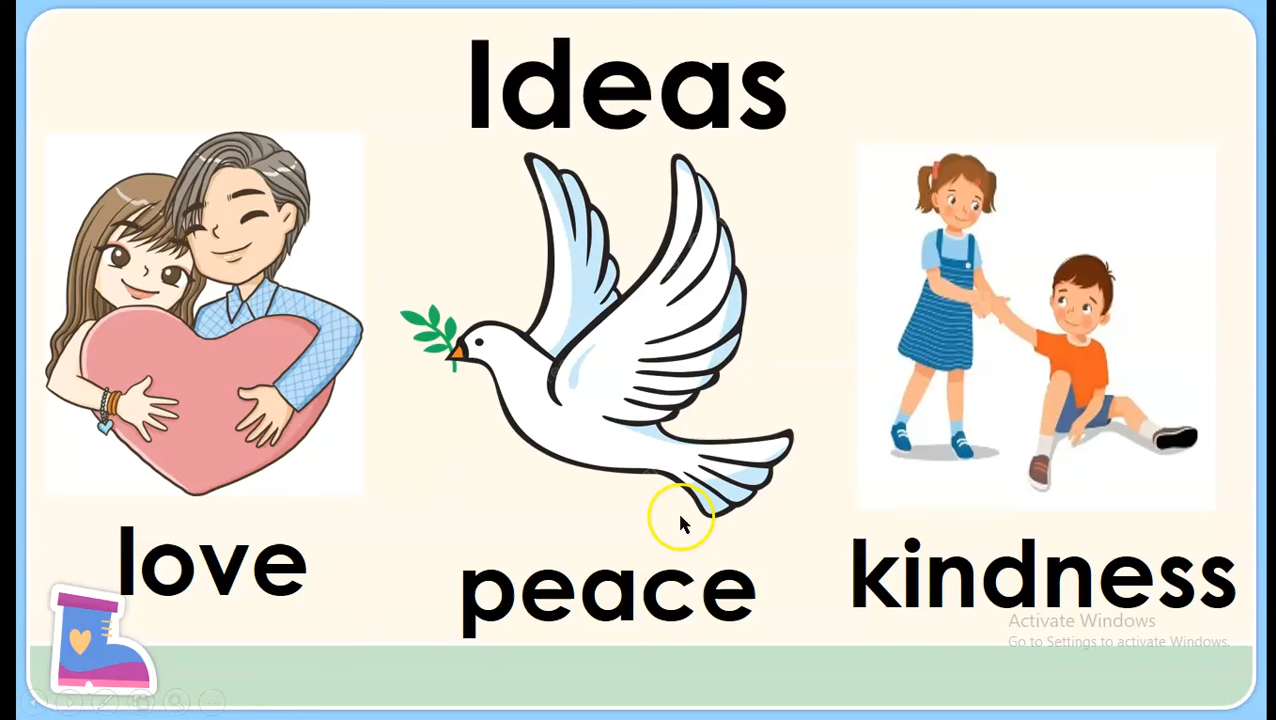 Ideas
love
peace
kindness
Activate Windows
Go to Settings to activate Windows.